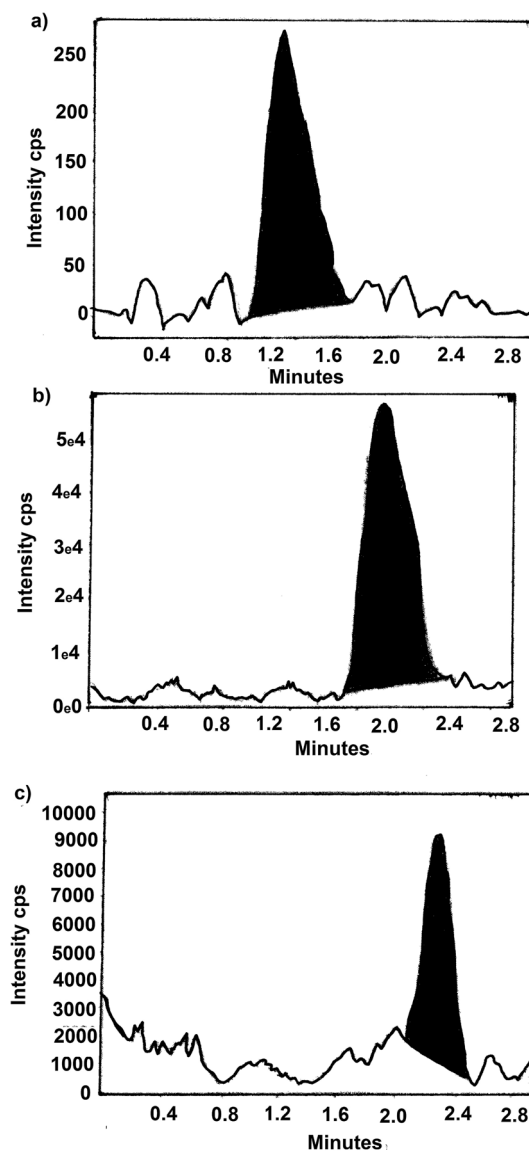 a)
250
200
150
100
50
0
Intensity cps
0.4 0.8 1.2 1.6 2.0 2.4 2.8
Minutes
b)
5e4
4e4
3e4
2e4
1e4
0e0
Intensity cps
0.4 0.8 1.2 1.6 2.0 2.4 2.8
Minutes
c)
10000
9000
8000
7000
6000
5000
4000
3000
2000
1000
0
Intensity cps
0.4 0.8 1.2 1.6 2.0 2.4 2.8
Minutes